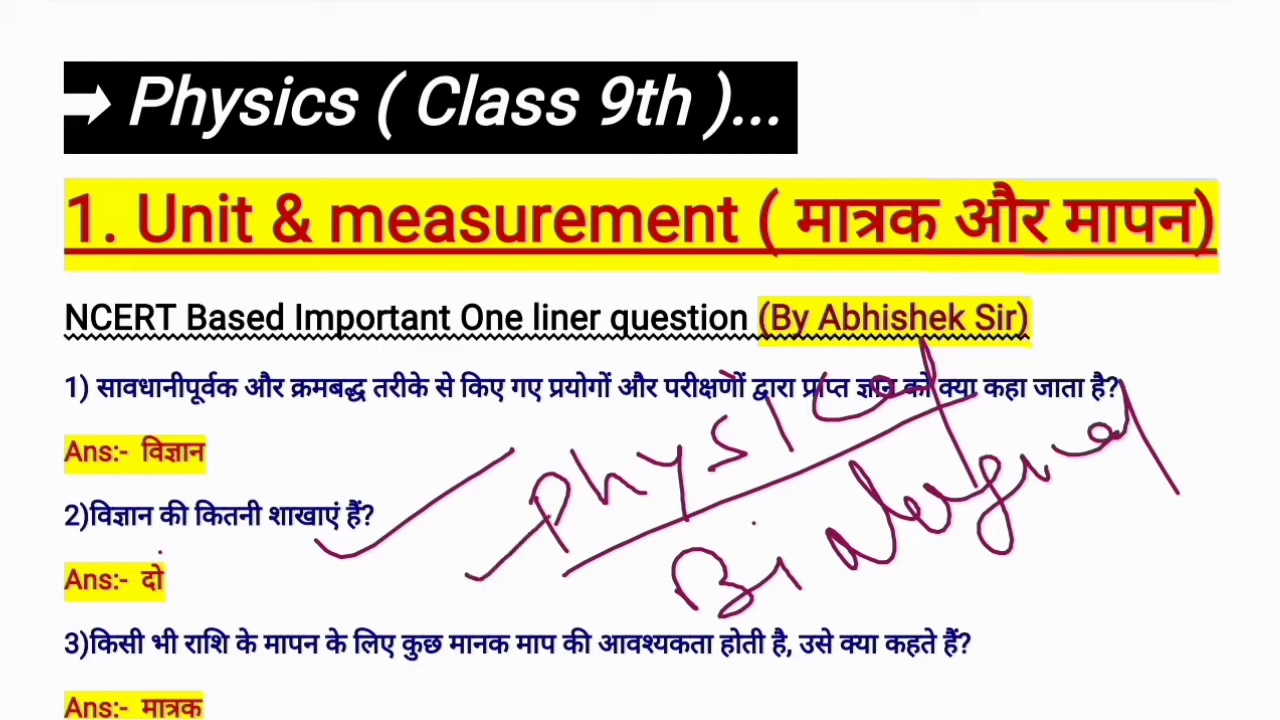 ➡ Physics ( Class 9th )...
1. Unit & measurement ( मात्रक और मापन)
NCERT Based Important One liner question (By Abhishek Sir)
1) सावधानीपूर्वक और क्रमबद्ध तरीके से किए गए प्रयोगों और परीक्षणों द्वारा प्राप्त ज्ञान को क्या कहा जाता है?
Ans:- विज्ञान
Physical
2)विज्ञान की कितनी शाखाएं हैं?
Ans:- दो
3)किसी भी राशि के मापन के लिए कुछ मानक माप की आवश्यकता होती है, उसे क्या कहते हैं?
Ans:- मात्रक